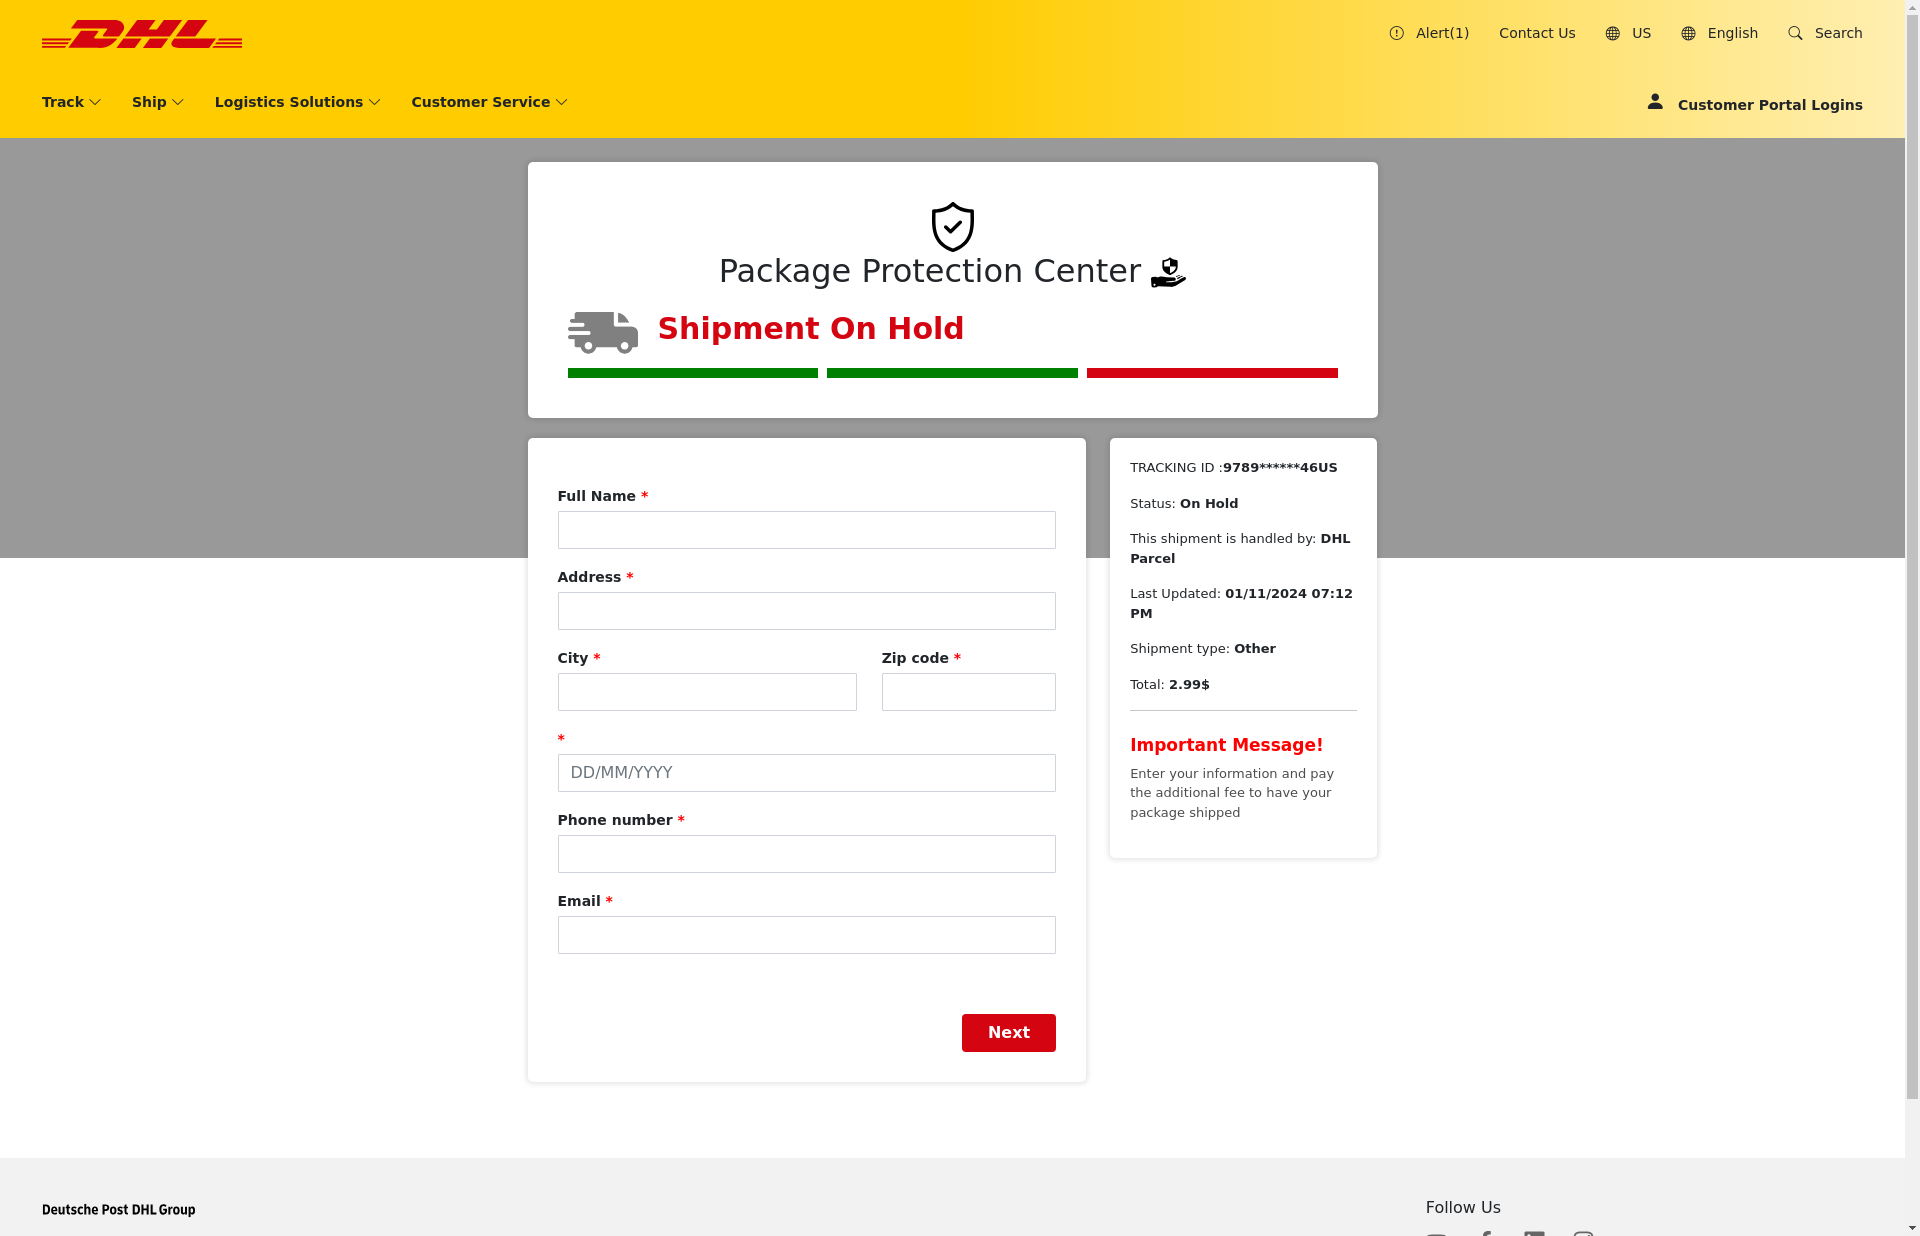 DHL
Alert(1) Contact Us US English Search
Track Ship Logistics Solutions Customer Service Customer Portal Logins
Package Protection Center
Shipment On Hold
Full Name *
Address *
City * Zip code *
*
DD/MM/YYYY
Phone number *
Email *
Next
TRACKING ID :9789******46US
Status: On Hold
This shipment is handled by: DHL
Parcel
Last Updated: 01/11/2024 07:12
PM
Shipment type: Other
Total: 2.99$
Important Message!
Enter your information and pay
the additional fee to have your
package shipped
Deutsche Post DHL Group
Follow Us